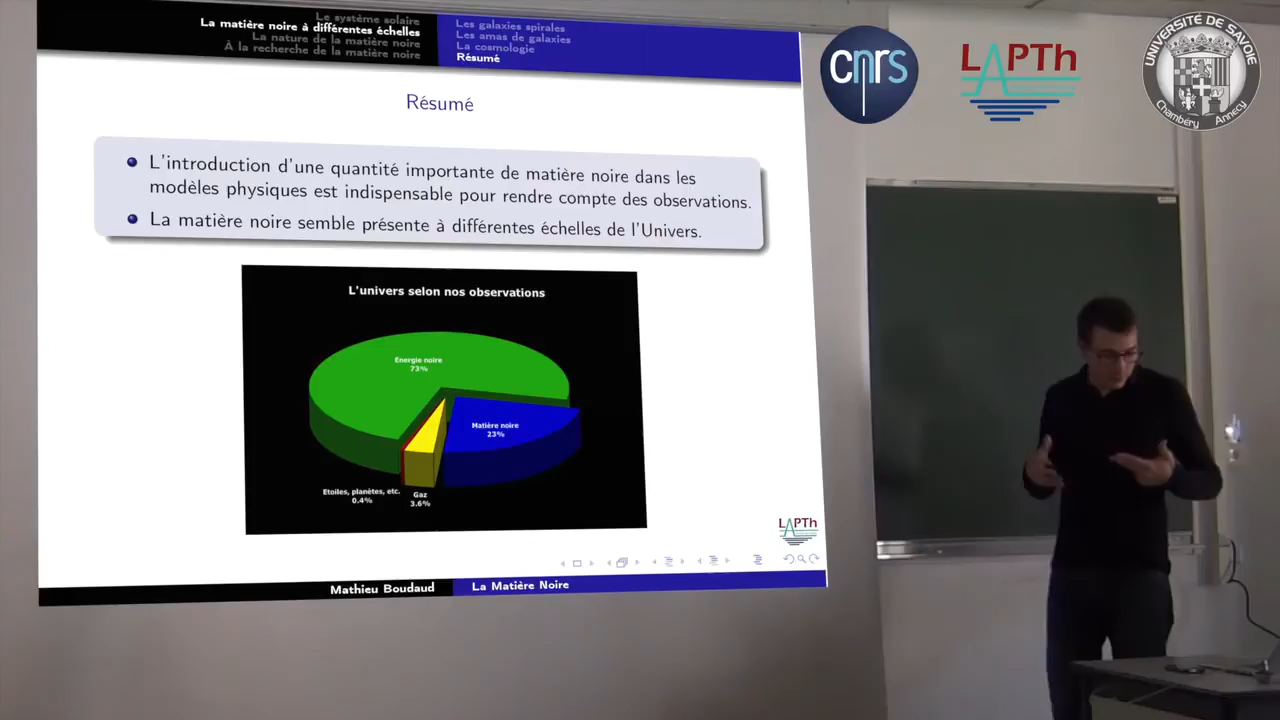 Le système solaire
La matière noire à différentes échelles
La nature de la matière noire
À la recherche de la matière noire
Les galaxies spirales
Les amas de galaxies
La cosmologie
Résumé
Résumé
L'introduction d'une quantité importante de matière noire dans les
modèles physiques est indispensable pour rendre compte des observations.
La matière noire semble présente à différentes échelles de l'Univers.
L'univers selon nos observations
Energie noire
73%
Matière noire
23%
Etoiles, planètes, etc.
0.4%
Gaz
3.6%
LAPTh
Mathieu Boudaud
La Matière Noire
cnrs
LAPTh
UNIVERSITÉ DE SAVOIE
Chambéry Annecy